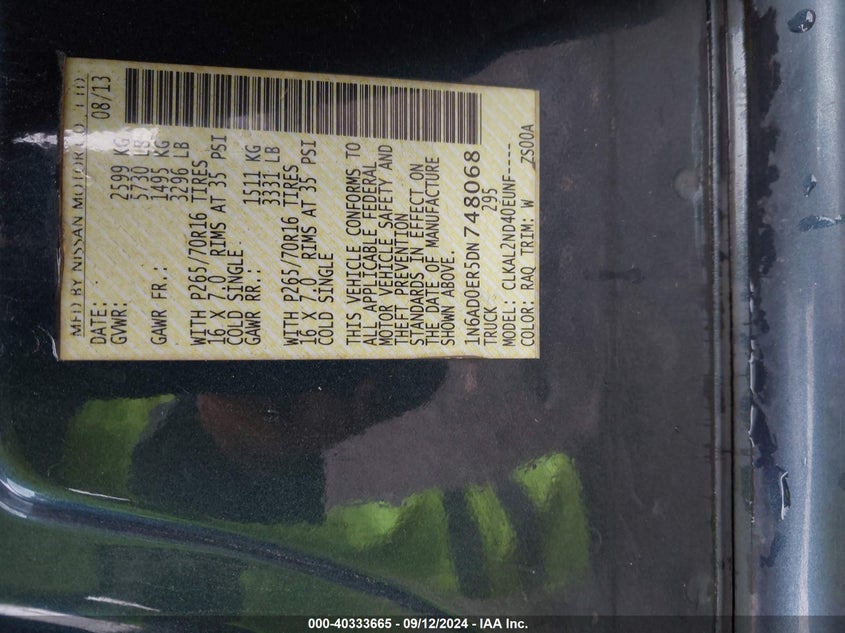 MFD BY NISSAN MOTOR CO., LTD.
DATE: 08/13
GVWR: 2599 KG
5730 LB
GAWR FR.: 1495 KG
3296 LB
WITH P265/70R16 TIRES
16 X 7.0 RIMS AT 35 PSI
COLD SINGLE
GAWR RR.: 1511 KG
3331 LB
WITH P265/70R16 TIRES
16 X 7.0 RIMS AT 35 PSI
COLD SINGLE
THIS VEHICLE CONFORMS TO
ALL APPLICABLE FEDERAL
MOTOR VEHICLE SAFETY AND
THEFT PREVENTION
STANDARDS IN EFFECT ON
THE DATE OF MANUFACTURE
SHOWN ABOVE.
1N6AD0ER5DN748068
TRUCK 295
MODEL: CLKAL2ND40EUNF----
COLOR: RAQ TRIM: W ZS00A
000-40333665 - 09/12/2024 - IAA Inc.